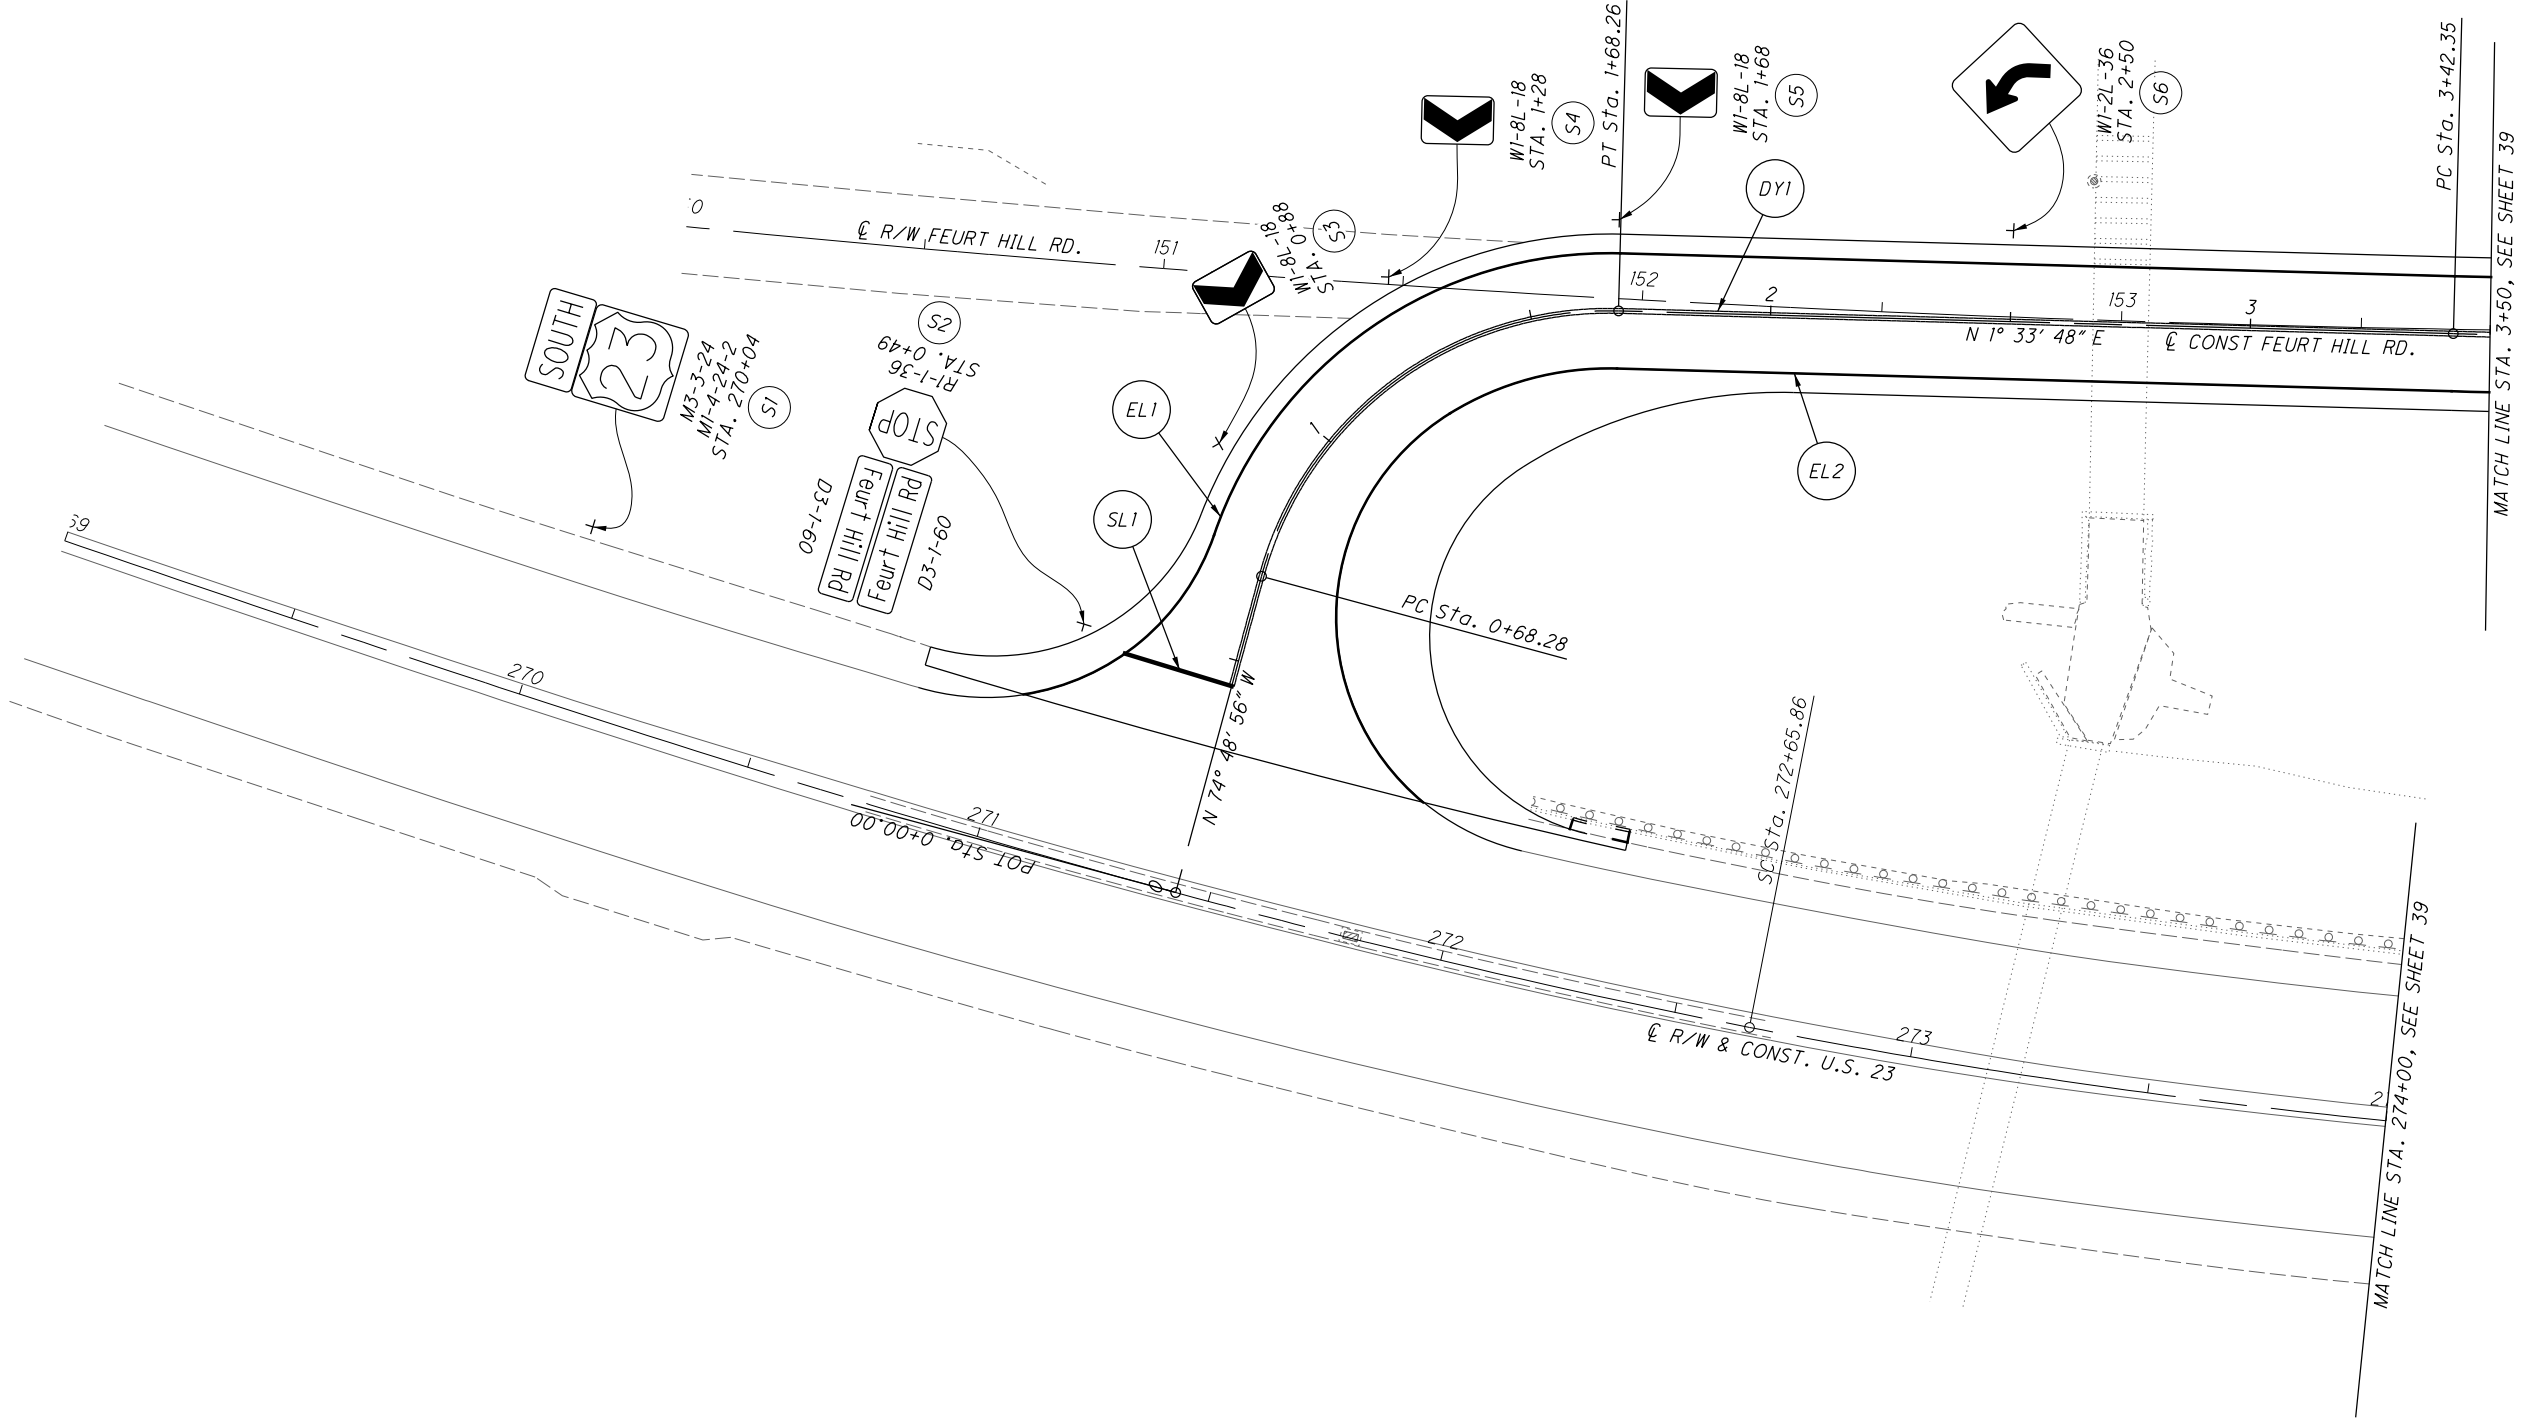 PT Sta. 1+68.26
W1-8L-18
STA. 1+28
S4
W1-8L-18
STA. 1+68
S5
W1-2L-36
STA. 2+50
S6
PC Sta. 3+42.35
MATCH LINE STA. 3+50, SEE SHEET 39
DY1
W1-8L-18
STA. 0+88
S3
℄ R/W FEURT HILL RD.
151
152
153
2
3
N 1° 33' 48" E
℄ CONST FEURT HILL RD.
SOUTH
23
M3-3-24
M1-4-24-2
STA. 270+04
S1
S2
STA. 0+49
R1-1-36
STOP
D3-1-60
Feurt Hill Rd
Feurt Hill Rd
D3-1-60
EL1
1
SL1
EL2
PC Sta. 0+68.28
N 74° 48' 56" W
270
271
POT Sta. 0+00.00
0
272
SC Sta. 272+65.86
℄ R/W & CONST. U.S. 23
273
MATCH LINE STA. 274+00, SEE SHEET 39